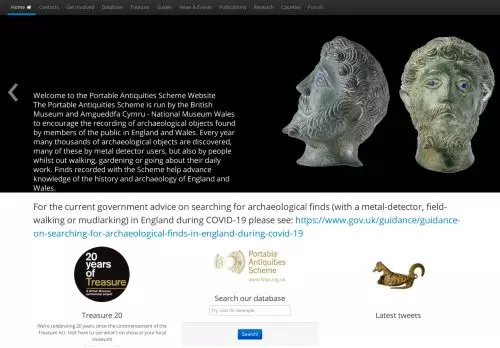 Home Contacts Get Involved Database Treasure Guides News & Events Publications Research Counties Forum
Welcome to the Portable Antiquities Scheme Website
The Portable Antiquities Scheme is run by the British
Museum and Amgueddfa Cymru - National Museum Wales
to encourage the recording of archaeological objects found
by members of the public in England and Wales. Every year
many thousands of archaeological objects are discovered,
many of these by metal detector users, but also by people
whilst out walking, gardening or going about their daily
work. Finds recorded with the Scheme help advance
knowledge of the history and archaeology of England and
Wales.
For the current government advice on searching for archaeological finds (with a metal-detector, field-
walking or mudlarking) in England during COVID-19 please see: https://www.gov.uk/guidance/guidance-
on-searching-for-archaeological-finds-in-england-during-covid-19
20
years of
Treasure
A British Museum
partnership project
Treasure 20
We're celebrating 20 years since the commencement of the
Treasure Act. Visit here to see what's on show at your local
museum!
Portable
Antiquities
Scheme
www.finds.org.uk
Search our database
Try coin for example
Search!
Latest tweets